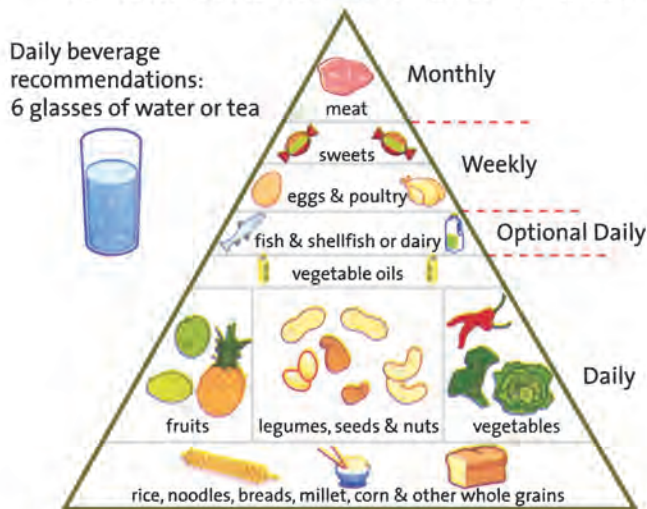 Daily beverage
recommendations:
6 glasses of water or tea
Monthly
meat
sweets
Weekly
eggs & poultry
Optional Daily
fish & shellfish or dairy
vegetable oils
Daily
fruits
legumes, seeds & nuts
vegetables
rice, noodles, breads, millet, corn & other whole grains